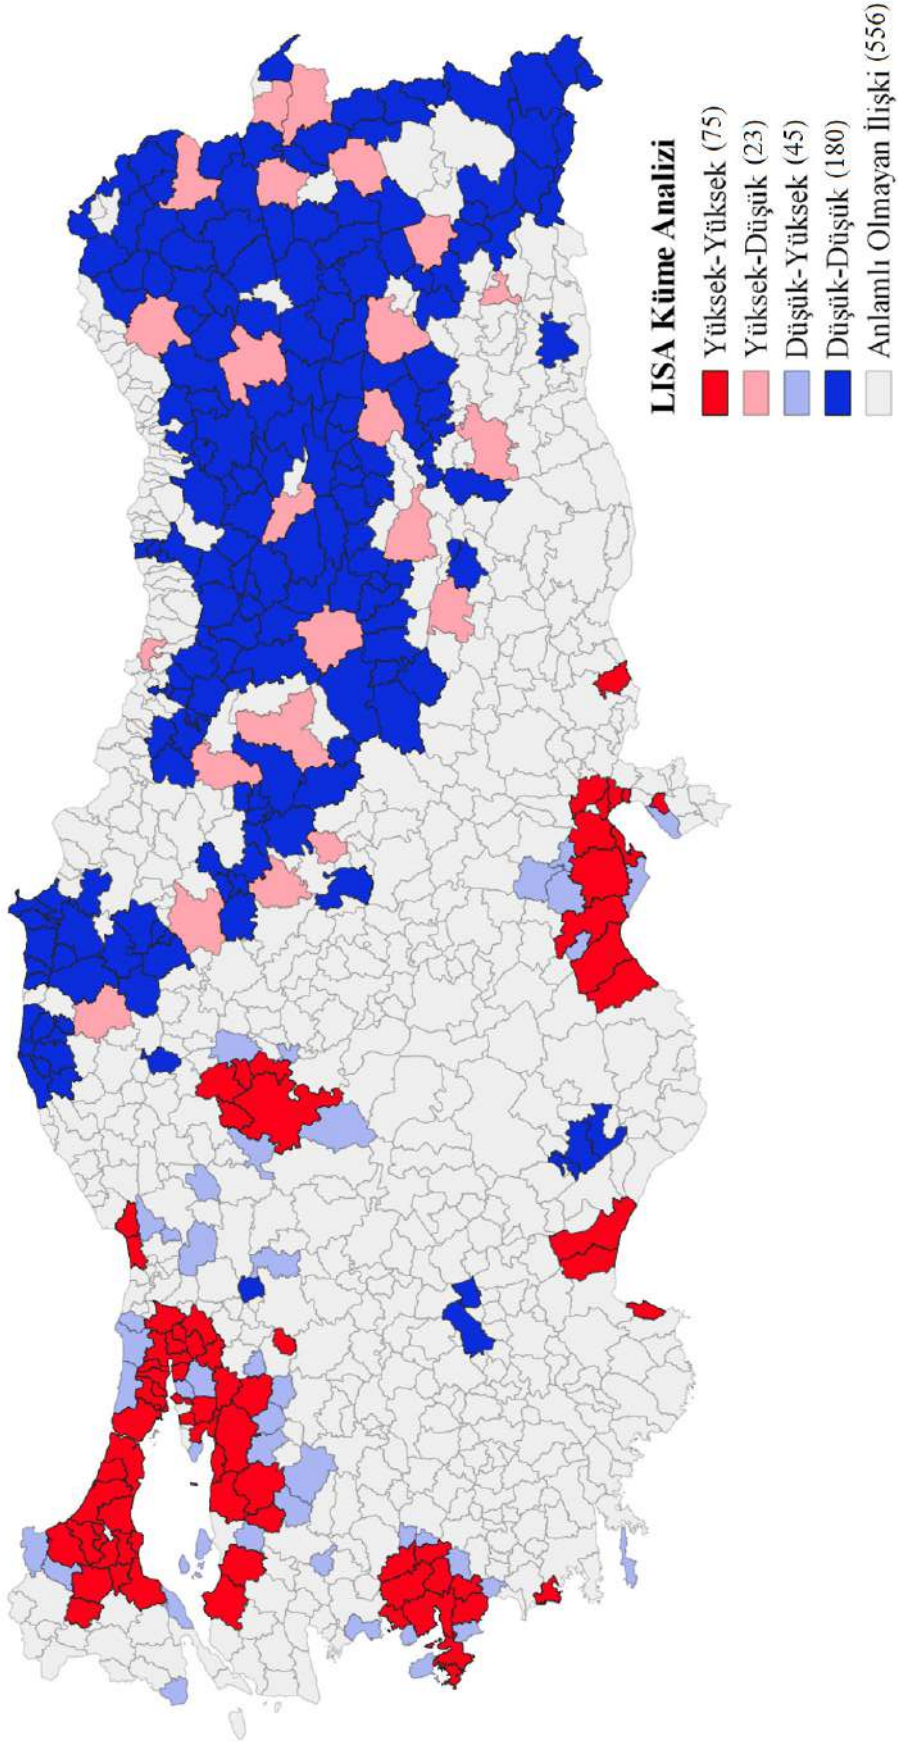 LISA Küme Analizi
Yüksek-Yüksek (75)
Yüksek-Düşük (23)
Düşük-Yüksek (45)
Düşük-Düşük (180)
Anlamlı Olmayan İlişki (556)